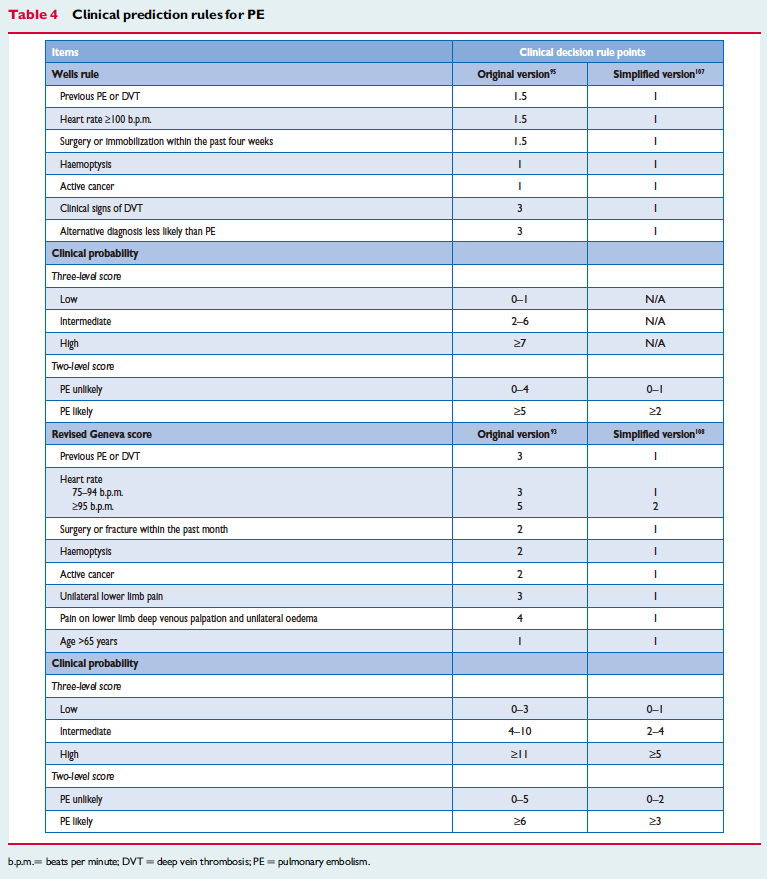 Table 4 Clinical prediction rules for PE
Items Clinical decision rule points
Wells rule Original version95 Simplified version107
Previous PE or DVT 1.5 1
Heart rate ≥100 b.p.m. 1.5 1
Surgery or immobilization within the past four weeks 1.5 1
Haemoptysis 1 1
Active cancer 1 1
Clinical signs of DVT 3 1
Alternative diagnosis less likely than PE 3 1
Clinical probability
Three-level score
Low 0–1 N/A
Intermediate 2–6 N/A
High ≥7 N/A
Two-level score
PE unlikely 0–4 0–1
PE likely ≥5 ≥2
Revised Geneva score Original version93 Simplified version108
Previous PE or DVT 3 1
Heart rate
75–94 b.p.m. 3 1
≥95 b.p.m. 5 2
Surgery or fracture within the past month 2 1
Haemoptysis 2 1
Active cancer 2 1
Unilateral lower limb pain 3 1
Pain on lower limb deep venous palpation and unilateral oedema 4 1
Age >65 years 1 1
Clinical probability
Three-level score
Low 0–3 0–1
Intermediate 4–10 2–4
High ≥11 ≥5
Two-level score
PE unlikely 0–5 0–2
PE likely ≥6 ≥3
b.p.m.= beats per minute; DVT = deep vein thrombosis; PE = pulmonary embolism.